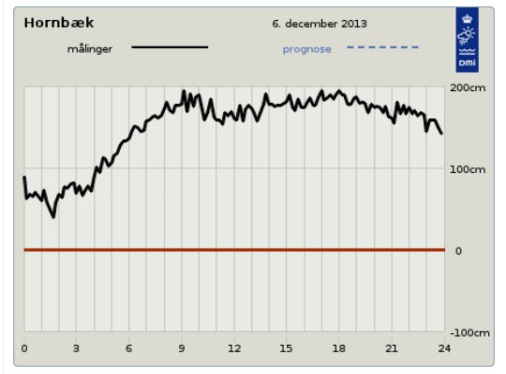 Hornbæk 6. december 2013
målinger prognose
DMI
200cm
100cm
0
-100cm
0 3 6 9 12 15 18 21 24